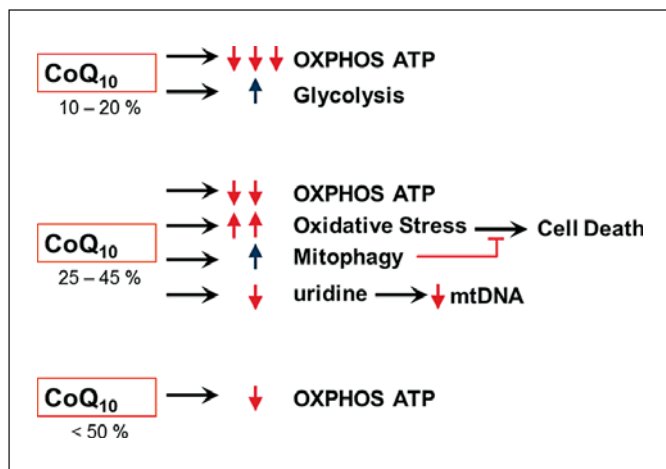 CoQ10
10 – 20 %
OXPHOS ATP
Glycolysis
CoQ10
25 – 45 %
OXPHOS ATP
Oxidative Stress
Cell Death
Mitophagy
uridine
mtDNA
CoQ10
< 50 %
OXPHOS ATP